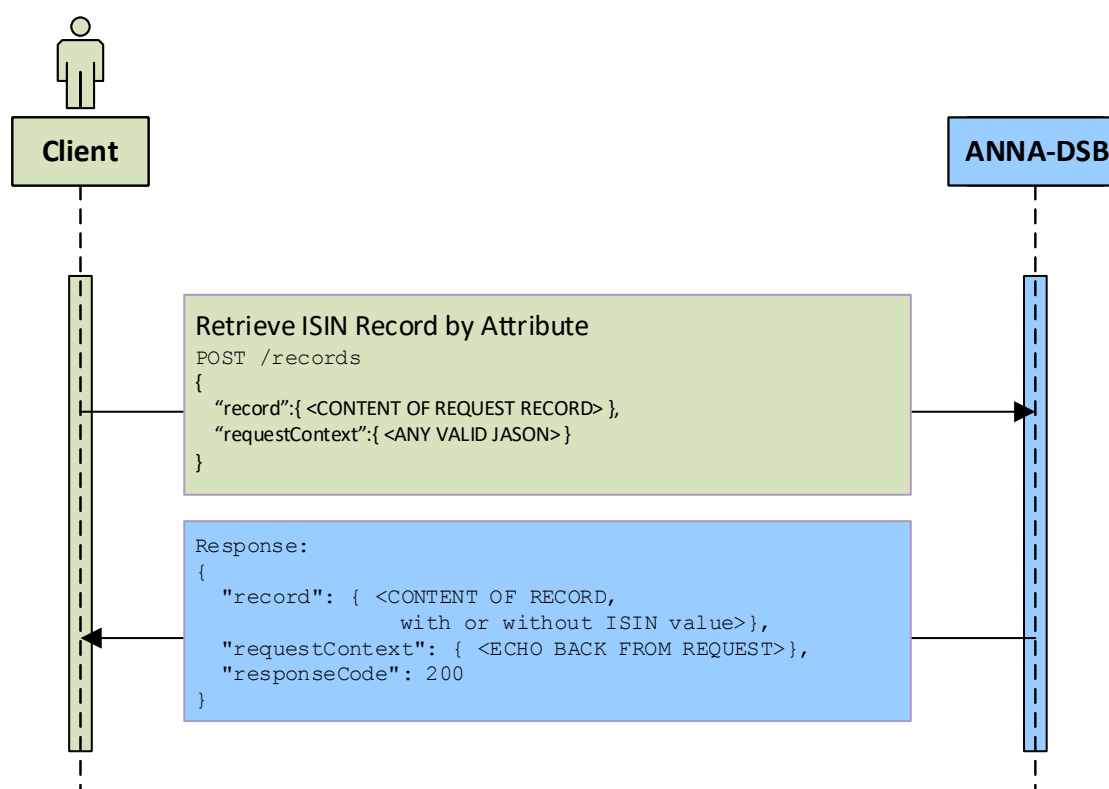 Client
ANNA-DSB
Retrieve ISIN Record by Attribute
POST /records
{
“record”:{ <CONTENT OF REQUEST RECORD> },
“requestContext”:{ <ANY VALID JASON> }
}
Response:
{
"record": { <CONTENT OF RECORD,
with or without ISIN value>},
"requestContext": { <ECHO BACK FROM REQUEST>},
"responseCode": 200
}